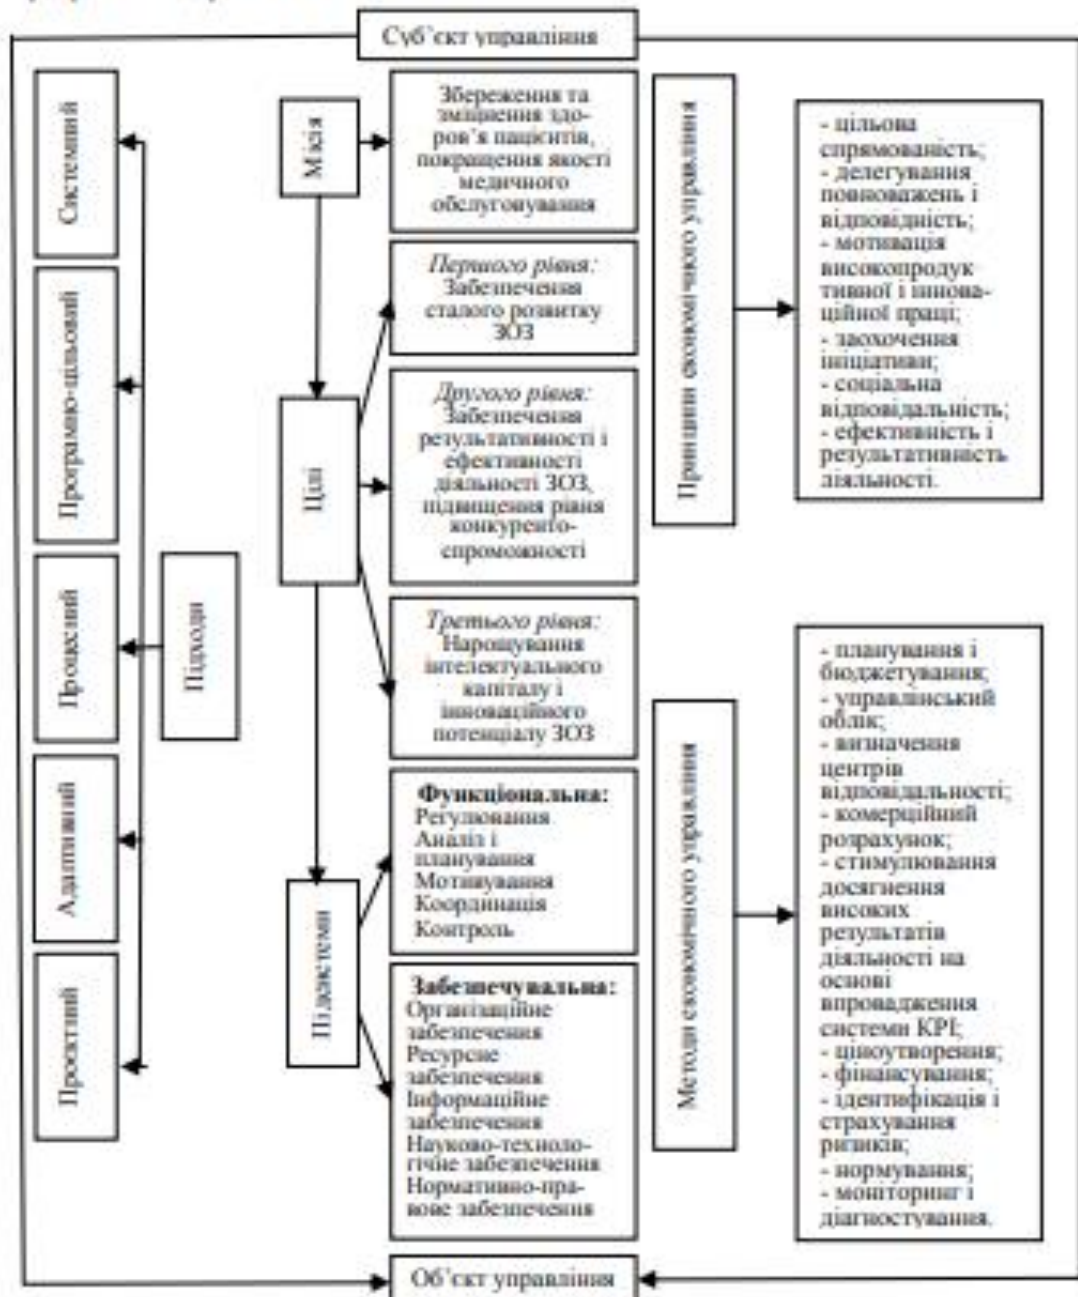 Суб’єкт управління
Системний
Програмно-цільовий
Процесний
Адаптивний
Проєктний
Підходи
Місія
Цілі
Підсистеми
Збереження та
зміцнення здо-
ров’я пацієнтів,
покращення якості
медичного
обслуговування
Першого рівня:
Забезпечення
сталого розвитку
ЗОЗ
Другого рівня:
Забезпечення
результативності і
ефективності
діяльності ЗОЗ,
підвищення рівня
конкуренто-
спроможності
Третього рівня:
Нарощування
інтелектуального
капіталу і
інноваційного
потенціалу ЗОЗ
Функціональна:
Регулювання
Аналіз і
планування
Мотивування
Координація
Контроль
Забезпечувальна:
Організаційне
забезпечення
Ресурсне
забезпечення
Інформаційне
забезпечення
Науково-техноло-
гічне забезпечення
Нормативно-пра-
вове забезпечення
Принципи економічного управління
- цільова
спрямованість;
- делегування
повноважень і
відповідність;
- мотивація
високопродук
тивної і іннова-
ційної праці;
- заохочення
ініціативи;
- соціальна
відповідальність;
- ефективність і
результативність
діяльності.
Методи економічного управління
- планування і
бюджетування;
- управлінський
облік;
- визначення
центрів
відповідальності;
- комерційний
розрахунок;
- стимулювання
досягнення
високих
результатів
діяльності на
основі
впровадження
системи КРІ;
- ціноутворення;
- фінансування;
- ідентифікація і
страхування
ризиків;
- нормування;
- моніторинг і
діагностування.
Об’єкт управління